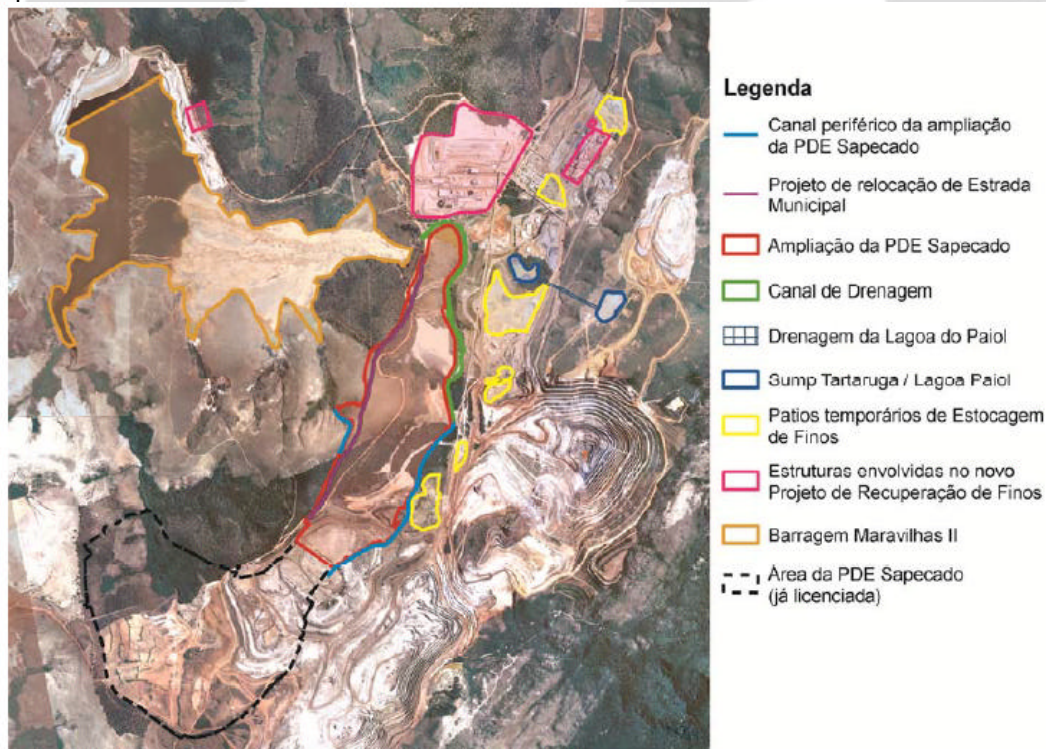 Legenda
Canal periférico da ampliação
da PDE Sapecado
Projeto de relocação de Estrada
Municipal
Ampliação da PDE Sapecado
Canal de Drenagem
Drenagem da Lagoa do Paiol
Sump Tartaruga / Lagoa Paiol
Patios temporários de Estocagem
de Finos
Estruturas envolvidas no novo
Projeto de Recuperação de Finos
Barragem Maravilhas II
Área da PDE Sapecado
(já licenciada)